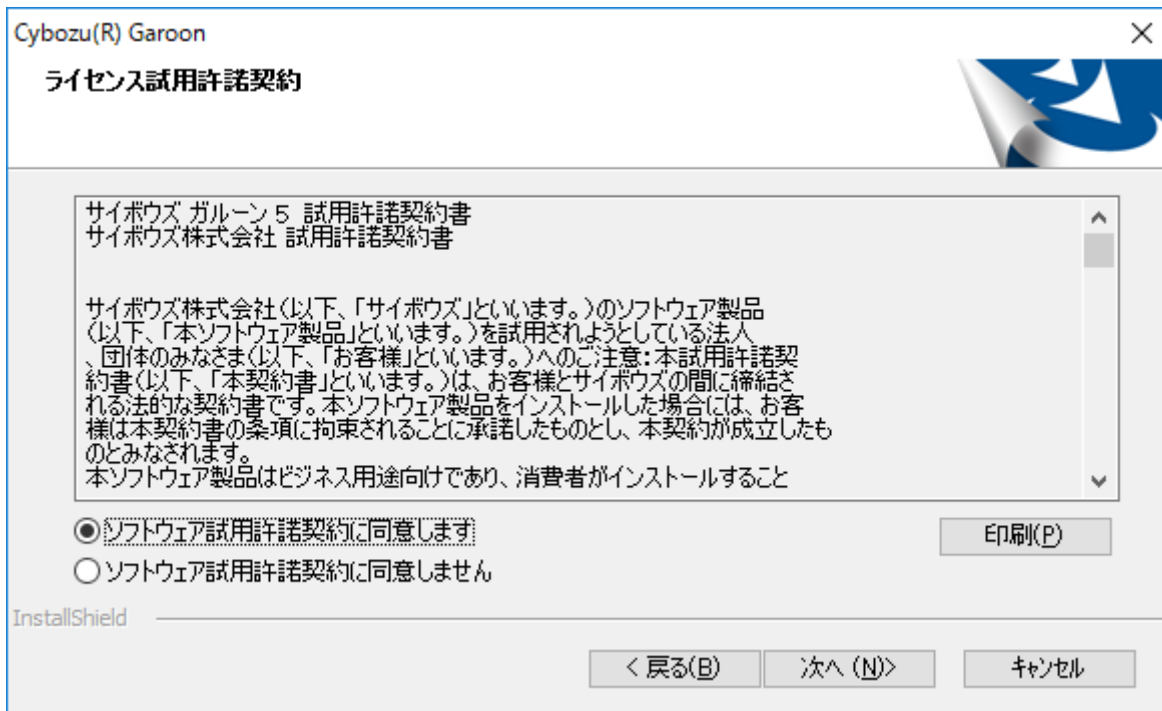 Cybozu(R) Garoon
ライセンス試用許諾契約
サイボウズ ガルーン 5 試用許諾契約書
サイボウズ株式会社 試用許諾契約書
サイボウズ株式会社(以下、「サイボウズ」といいます。)のソフトウェア製品
(以下、「本ソフトウェア製品」といいます。)を試用されようとしている法人
、団体のみなさま(以下、「お客様」といいます。)へのご注意:本試用許諾契
約書(以下、「本契約書」といいます。)は、お客様とサイボウズの間に締結さ
れる法的な契約書です。本ソフトウェア製品をインストールした場合には、お客
様は本契約書の条項に拘束されることに承諾したものとし、本契約が成立したも
のとみなされます。
本ソフトウェア製品はビジネス用途向けであり、消費者がインストールすること
ソフトウェア試用許諾契約に同意します
印刷(P)
ソフトウェア試用許諾契約に同意しません
InstallShield
< 戻る(B)
次へ (N)>
キャンセル